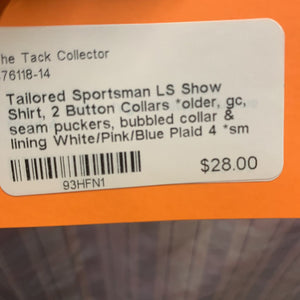 he Tack Collector
76118-14
Tailored Sportsman LS Show
Shirt, 2 Button Collars *older, gc,
seam puckers, bubbled collar &
lining White/Pink/Blue Plaid 4 *sm
$28.00
93HFN1